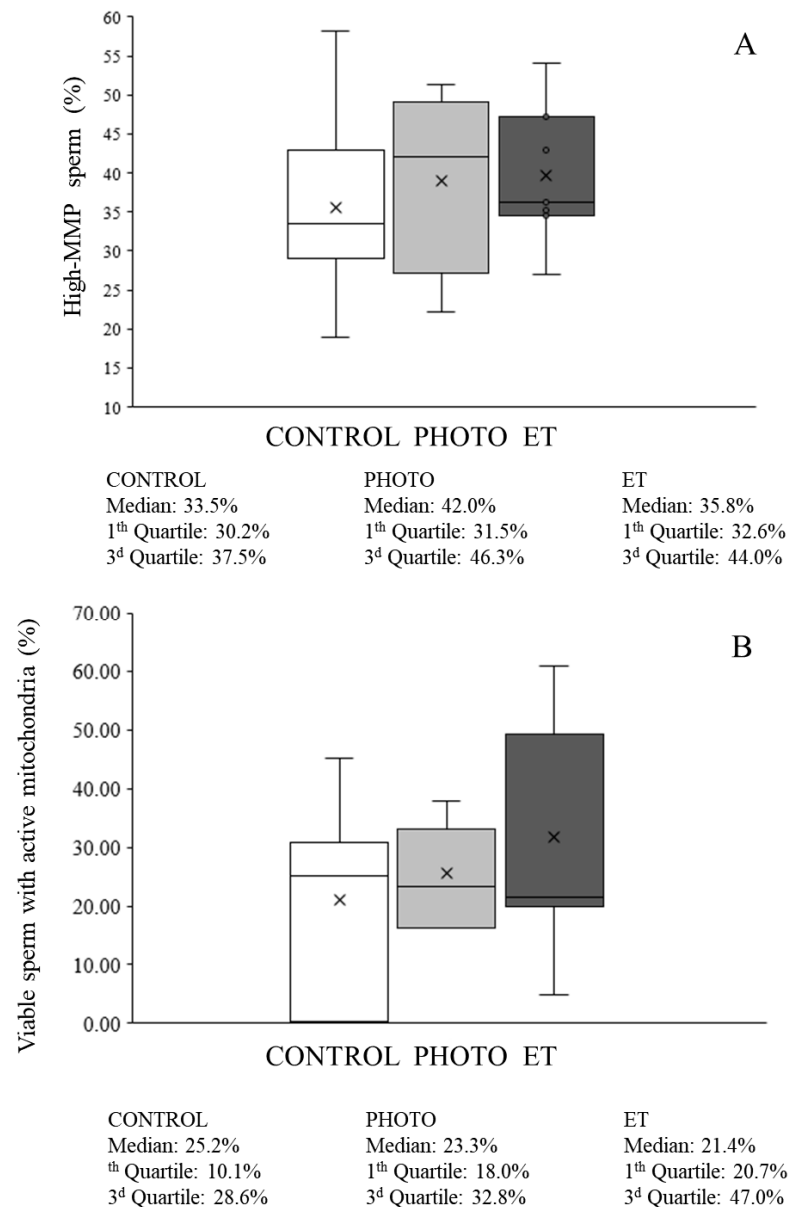 A
High-MMP sperm (%)
60
55
50
45
40
35
30
25
20
15
10
CONTROL PHOTO ET
CONTROL PHOTO ET
Median: 33.5% Median: 42.0% Median: 35.8%
1th Quartile: 30.2% 1th Quartile: 31.5% 1th Quartile: 32.6%
3d Quartile: 37.5% 3d Quartile: 46.3% 3d Quartile: 44.0%
B
Viable sperm with active mitochondria (%)
70.00
60.00
50.00
40.00
30.00
20.00
10.00
0.00
CONTROL PHOTO ET
CONTROL PHOTO ET
Median: 25.2% Median: 23.3% Median: 21.4%
th Quartile: 10.1% 1th Quartile: 18.0% 1th Quartile: 20.7%
3d Quartile: 28.6% 3d Quartile: 32.8% 3d Quartile: 47.0%